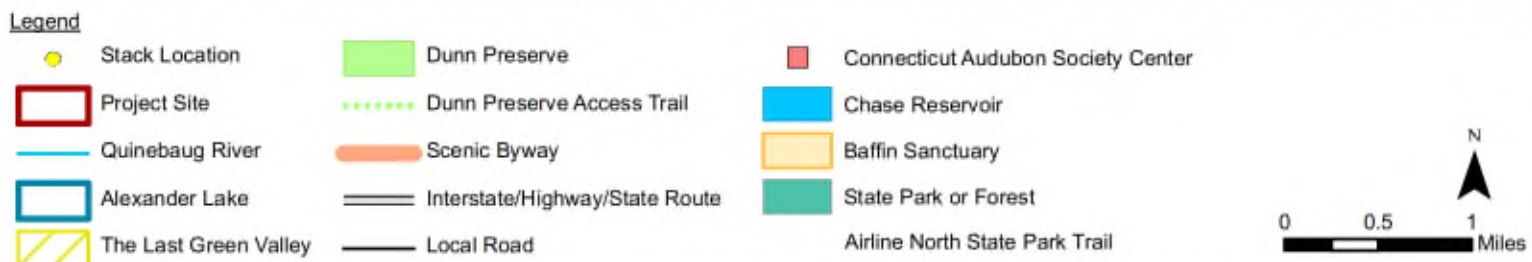 Legend
Stack Location
Project Site
Quinebaug River
Alexander Lake
The Last Green Valley
Dunn Preserve
Dunn Preserve Access Trail
Scenic Byway
Interstate/Highway/State Route
Local Road
Connecticut Audubon Society Center
Chase Reservoir
Baffin Sanctuary
State Park or Forest
Airline North State Park Trail
N
0 0.5 1
Miles